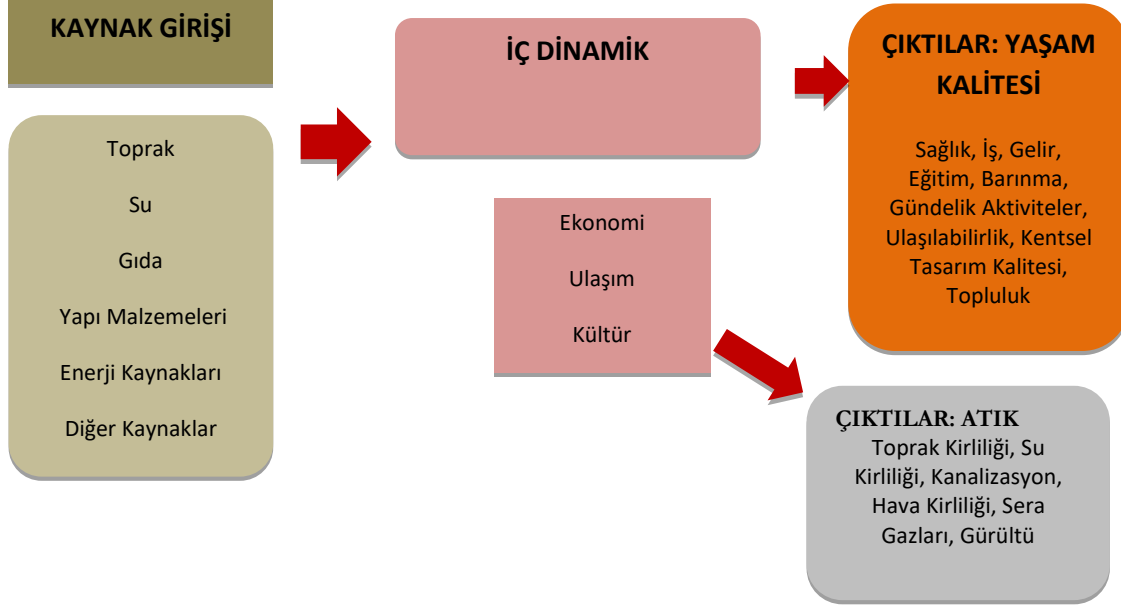 KAYNAK GİRİŞİ
Toprak
Su
Gıda
Yapı Malzemeleri
Enerji Kaynakları
Diğer Kaynaklar
İÇ DİNAMİK
Ekonomi
Ulaşım
Kültür
ÇIKTILAR: YAŞAM
KALİTESİ
Sağlık, İş, Gelir,
Eğitim, Barınma,
Gündelik Aktiviteler,
Ulaşılabilirlik, Kentsel
Tasarım Kalitesi,
Topluluk
ÇIKTILAR: ATIK
Toprak Kirliliği, Su
Kirliliği, Kanalizasyon,
Hava Kirliliği, Sera
Gazları, Gürültü